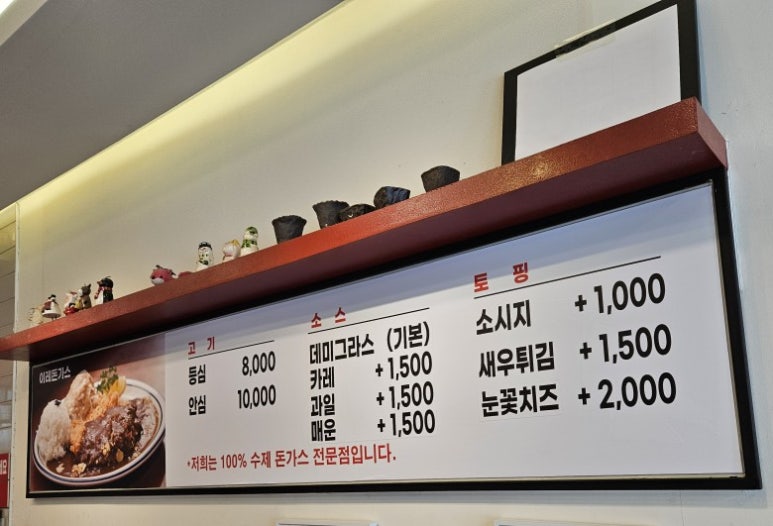 이레돈가스
고 기
등심 8,000
안심 10,000
소 스
데미그라스 (기본)
카레 +1,500
과일 +1,500
매운 +1,500
토 핑
소시지 +1,000
새우튀김 +1,500
눈꽃치즈 +2,000
*저희는 100% 수제 돈가스 전문점입니다.